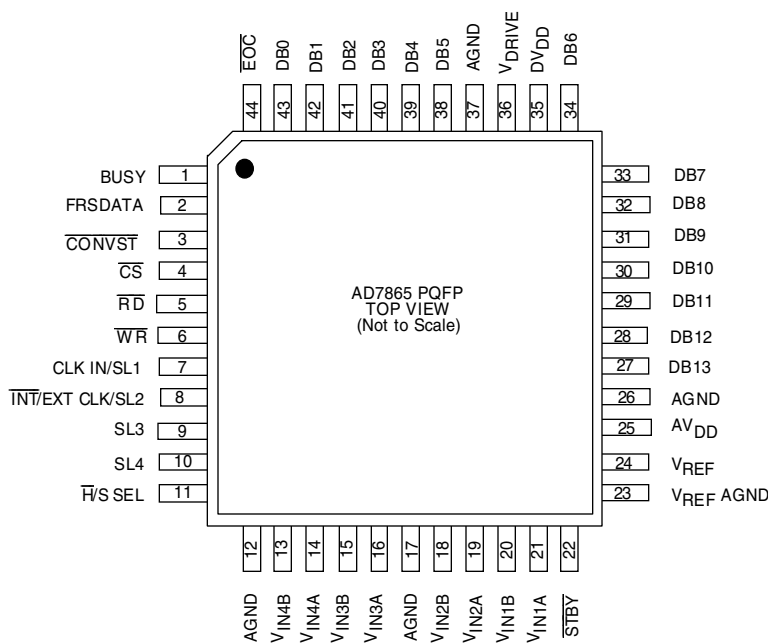 EOC DB0 DB1 DB2 DB3 DB4 DB5 AGND VDRIVE DVDD DB6
44 43 42 41 40 39 38 37 36 35 34
BUSY 1
FRSDATA 2
CONVST 3
CS 4
RD 5
WR 6
CLK IN/SL1 7
INT/EXT CLK/SL2 8
SL3 9
SL4 10
H/S SEL 11
AD7865 PQFP
TOP VIEW
(Not to Scale)
33 DB7
32 DB8
31 DB9
30 DB10
29 DB11
28 DB12
27 DB13
26 AGND
25 AVDD
24 VREF
23 VREF AGND
12 13 14 15 16 17 18 19 20 21 22
AGND VIN4B VIN4A VIN3B VIN3A AGND VIN2B VIN2A VIN1B VIN1A STBY